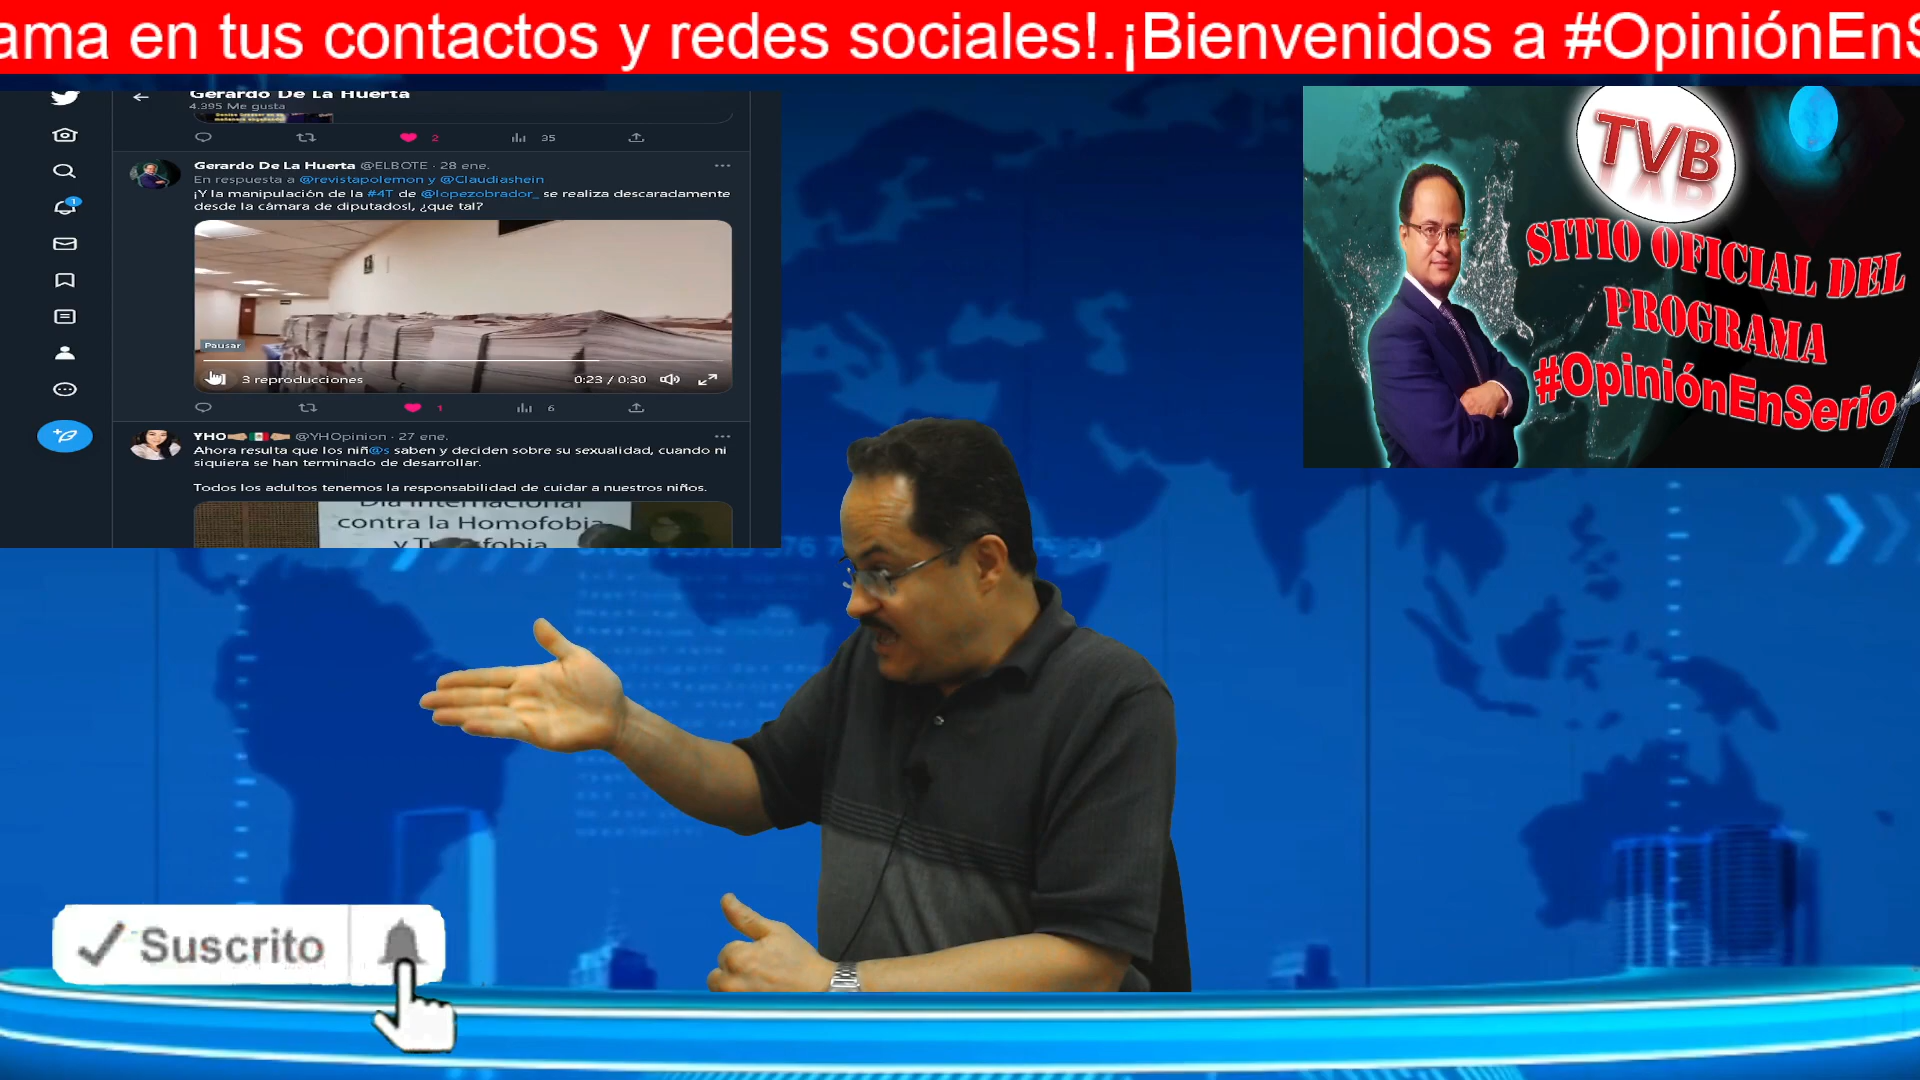 ama en tus contactos y redes sociales!.¡Bienvenidos a #OpiniónEnS
Gerardo De La Huerta
4.395 Me gusta
2
35
Gerardo De La Huerta @ELBOTE · 28 ene.
En respuesta a @revistapolemon y @Claudiashein
¡Y la manipulación de la #4T de @lopezobrador_ se realiza descaradamente
desde la cámara de diputados!, ¿que tal?
Pausar
3 reproducciones
0:23 / 0:30
1
6
YHO @YHOpinion · 27 ene.
Ahora resulta que los niñ@s saben y deciden sobre su sexualidad, cuando ni
siquiera se han terminado de desarrollar.
Todos los adultos tenemos la responsabilidad de cuidar a nuestros niños.
Día Internacional
contra la Homofobia
TVB
SITIO OFICIAL DEL
PROGRAMA
#OpiniónEnSerio
Suscrito